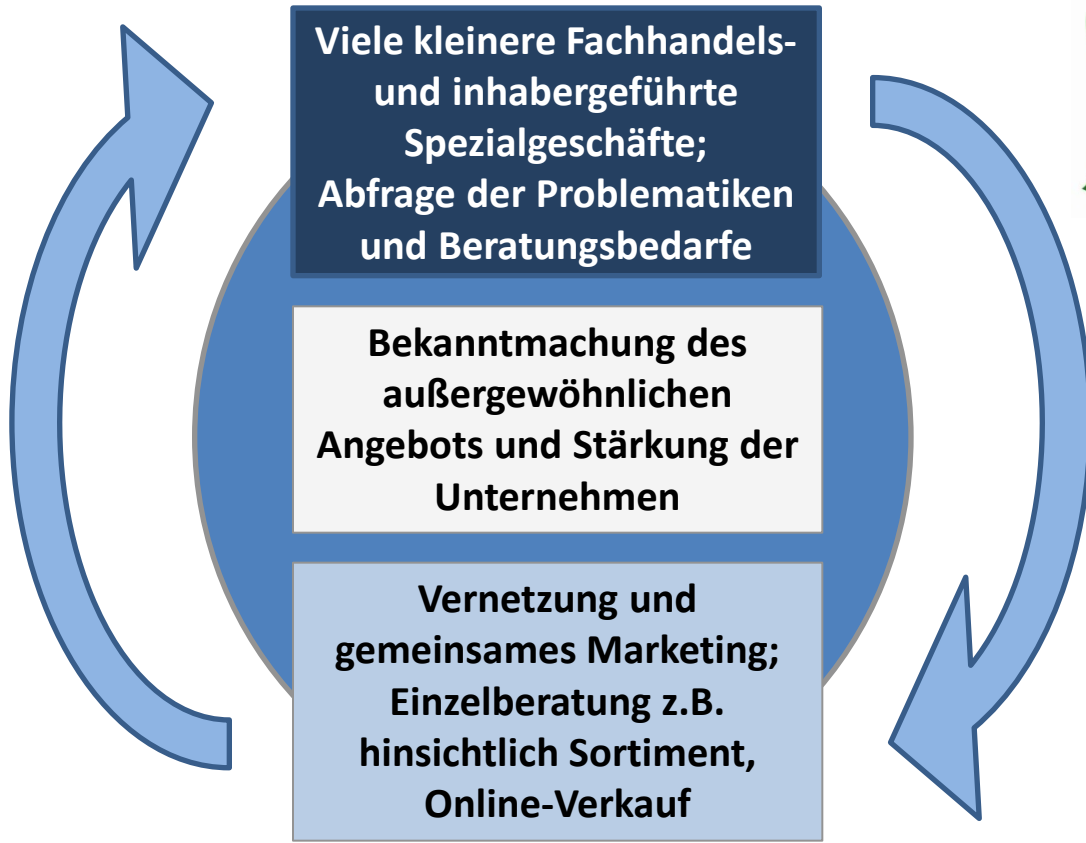 Viele kleinere Fachhandels-
und inhabergeführte
Spezialgeschäfte;
Abfrage der Problematiken
und Beratungsbedarfe
Bekanntmachung des
außergewöhnlichen
Angebots und Stärkung der
Unternehmen
Vernetzung und
gemeinsames Marketing;
Einzelberatung z.B.
hinsichtlich Sortiment,
Online-Verkauf